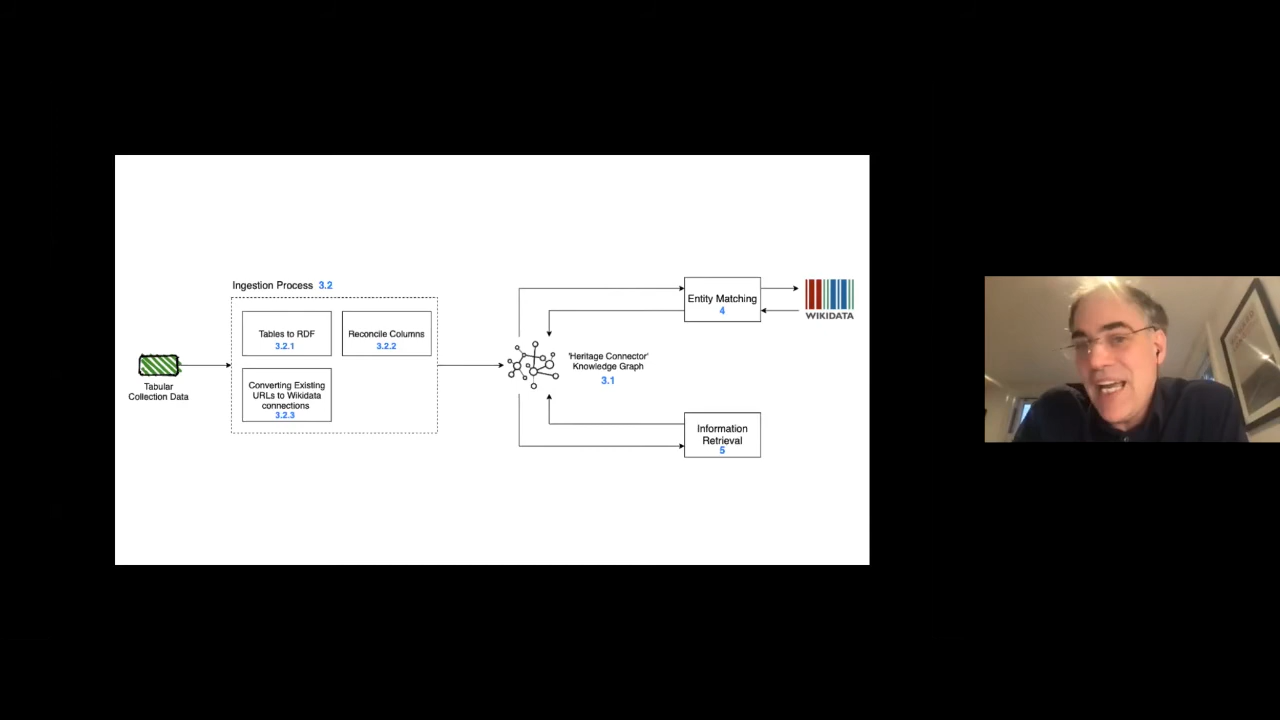 Ingestion Process 3.2
Tables to RDF
3.2.1
Reconcile Columns
3.2.2
Converting Existing
URLs to Wikidata
connections
3.2.3
Tabular
Collection Data
'Heritage Connector'
Knowledge Graph
3.1
Entity Matching
4
WIKIDATA
Information
Retrieval
5